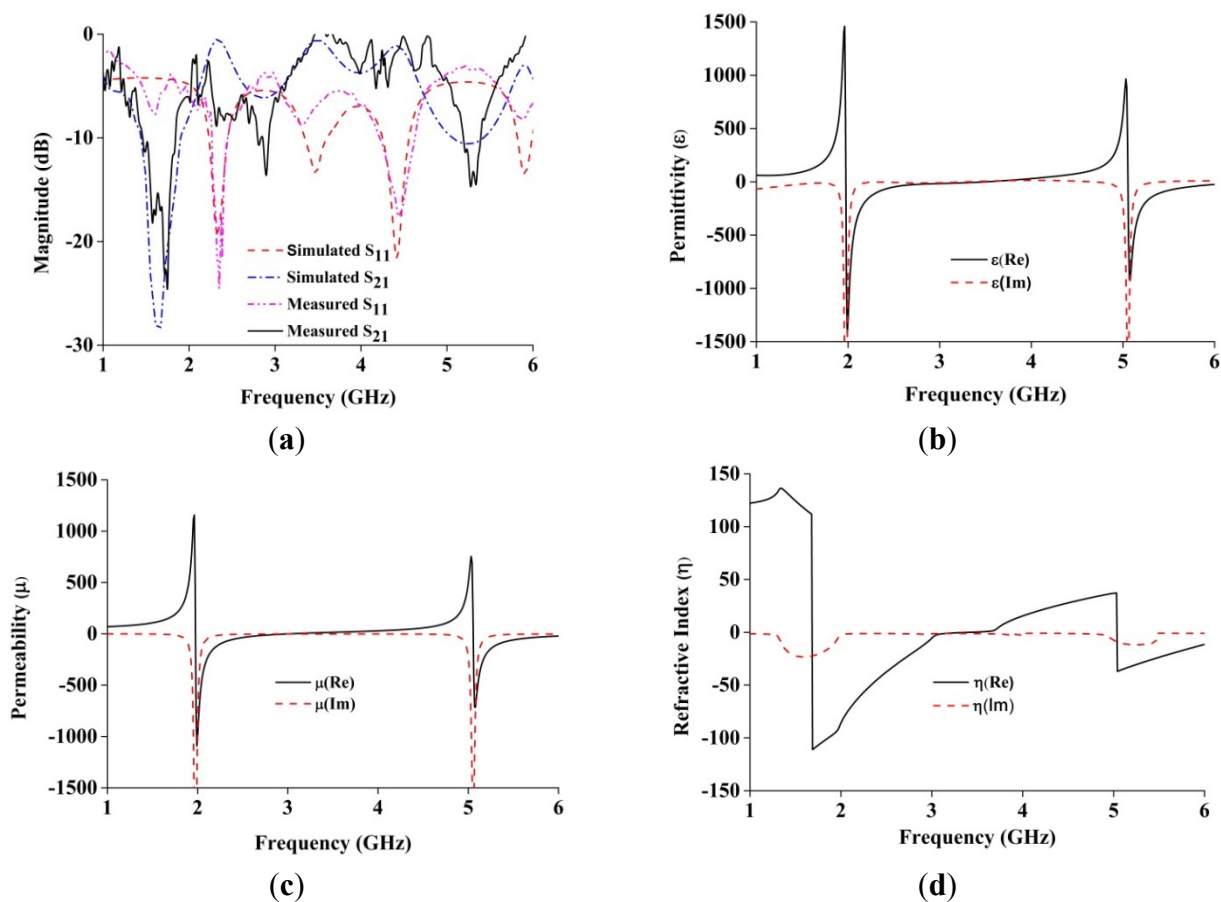 0
-10
-20
-30
Magnitude (dB)
Simulated S11
Simulated S21
Measured S11
Measured S21
1 2 3 4 5 6
Frequency (GHz)
(a)
1500
1000
500
0
-500
-1000
-1500
Permittivity (ε)
ε(Re)
ε(Im)
1 2 3 4 5 6
Frequency (GHz)
(b)
1500
1000
500
0
-500
-1000
-1500
Permeability (μ)
μ(Re)
μ(Im)
1 2 3 4 5 6
Frequency (GHz)
(c)
150
100
50
0
-50
-100
-150
Refractive Index (η)
η(Re)
η(Im)
1 2 3 4 5 6
Frequency (GHz)
(d)